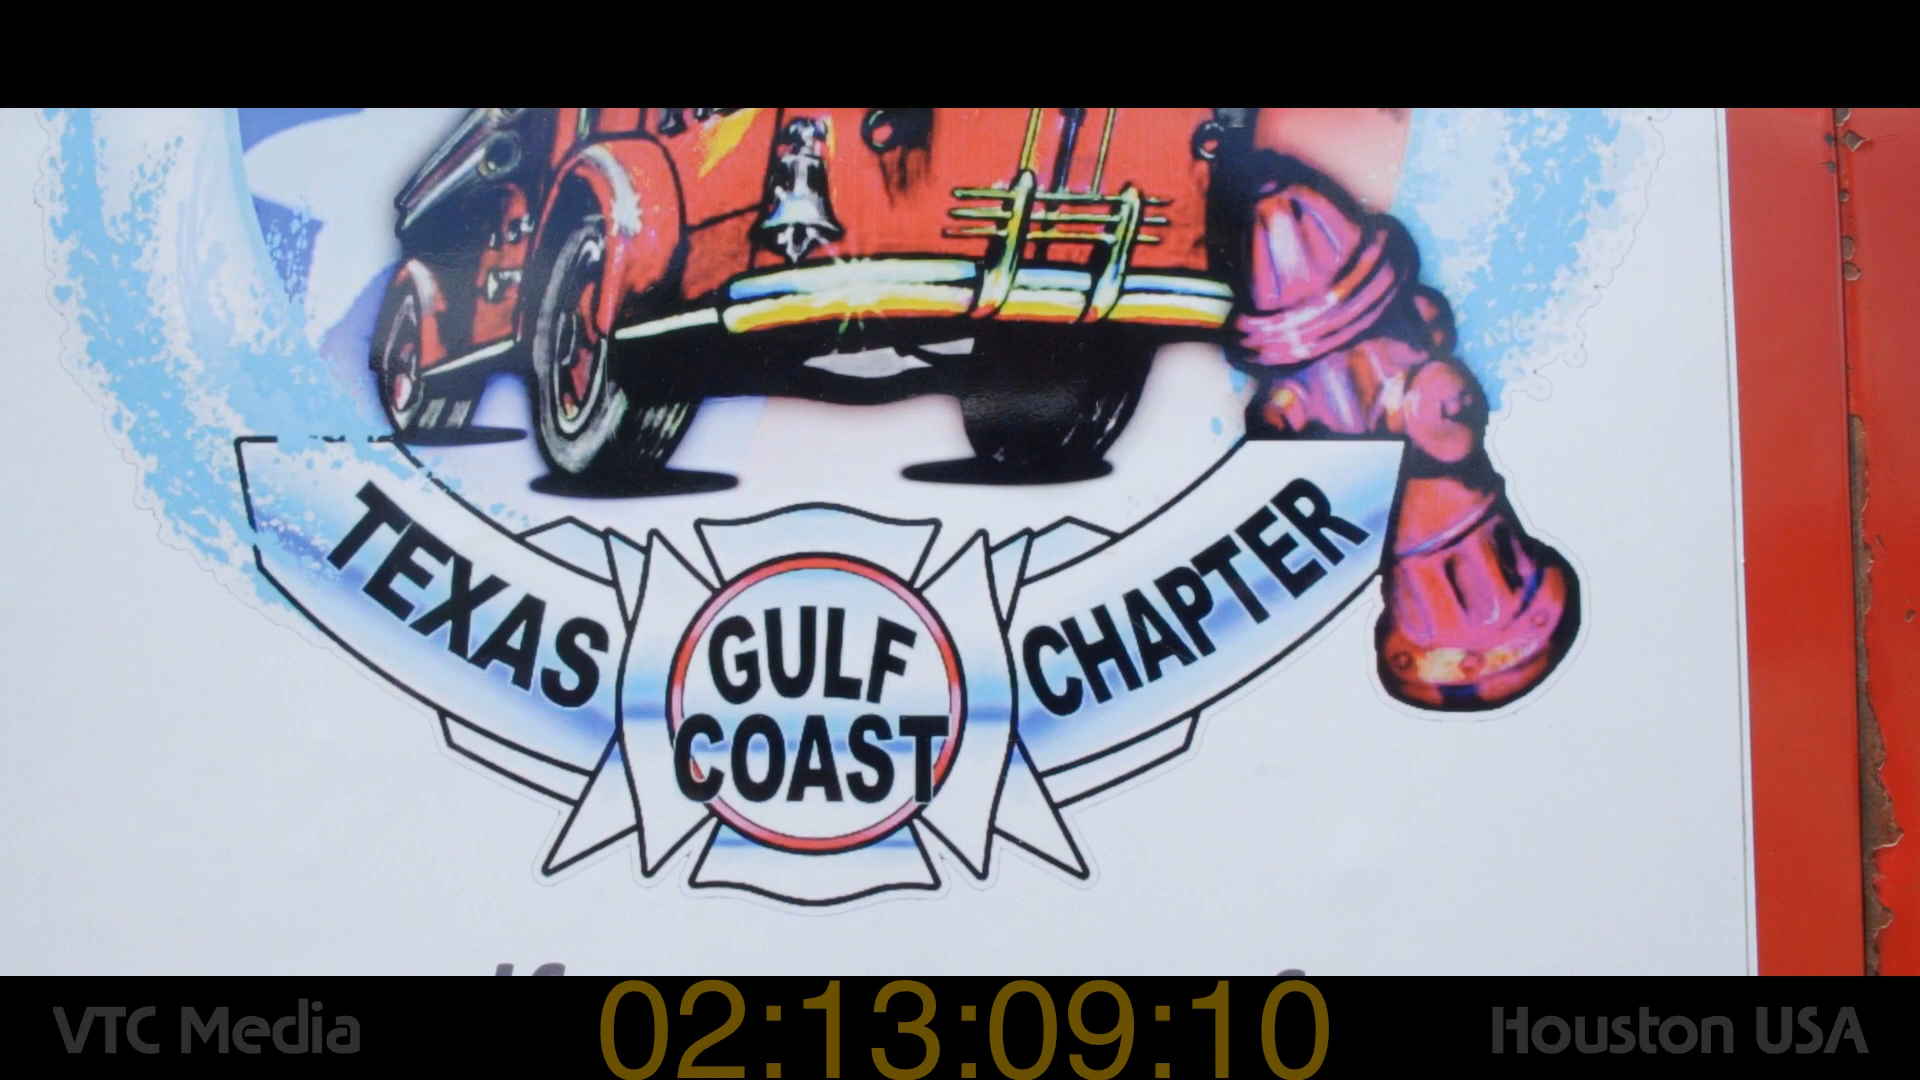 TEXAS
GULF
COAST
CHAPTER
VTC Media
02:13:09:10
Houston USA